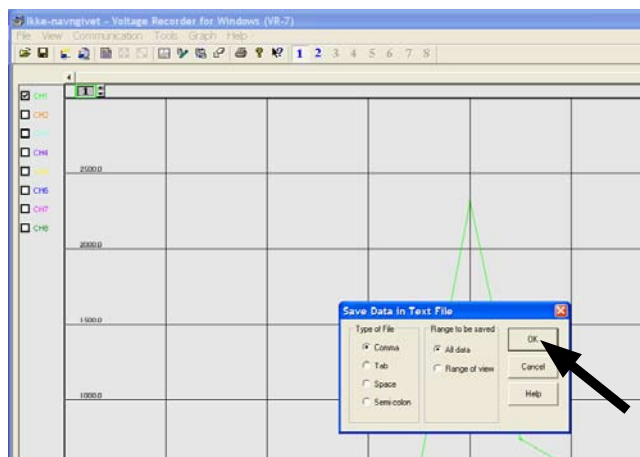 Ikke-navngivet - Voltage Recorder for Windows (VR-7)
File View Communication Tools Graph Help
1 2 3 4 5 6 7 8
1
CH1
CH2
CH4
CH6
CH7
CH8
2500.0
2000.0
1500.0
1000.0
Save Data in Text File
Type of File
Comma
Tab
Space
Semicolon
Range to be saved
All data
Range of view
OK
Cancel
Help